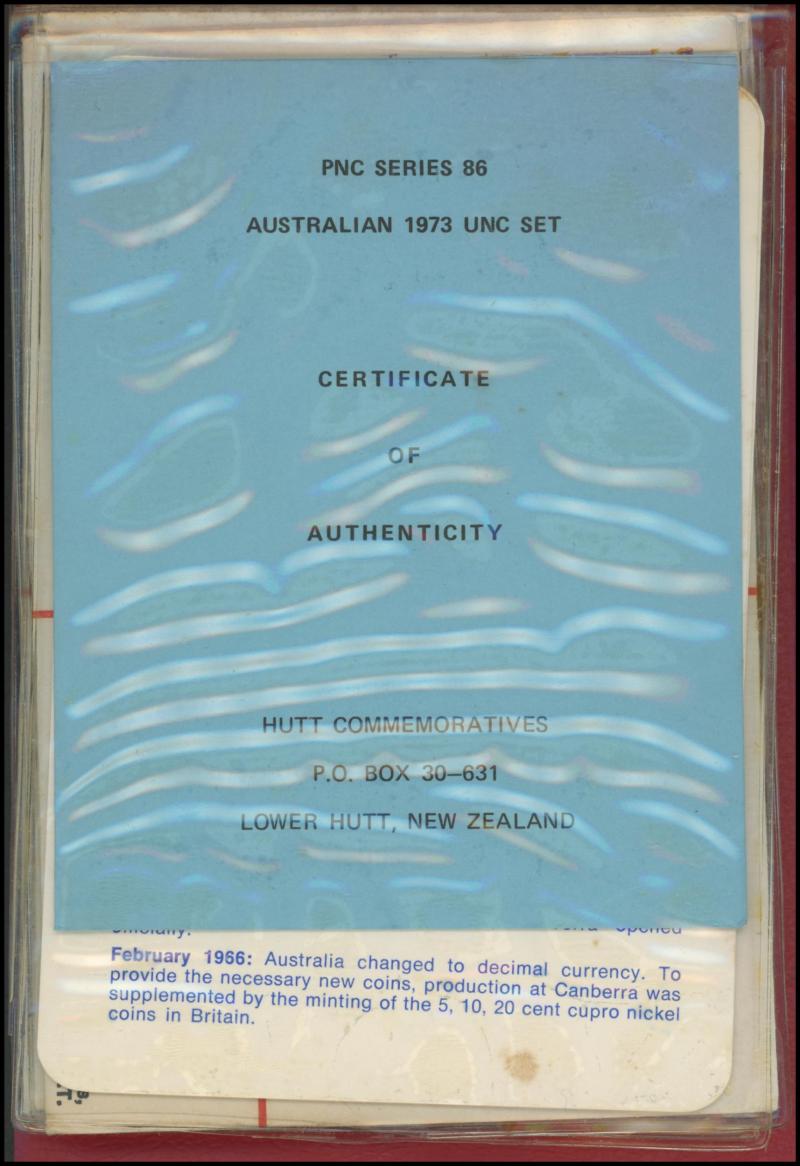 PNC SERIES 86
AUSTRALIAN 1973 UNC SET
CERTIFICATE
OF
AUTHENTICITY
HUTT COMMEMORATIVES
P.O. BOX 30–631
LOWER HUTT, NEW ZEALAND
opened
February 1966: Australia changed to decimal currency. To
provide the necessary new coins, production at Canberra was
supplemented by the minting of the 5, 10, 20 cent cupro nickel
coins in Britain.